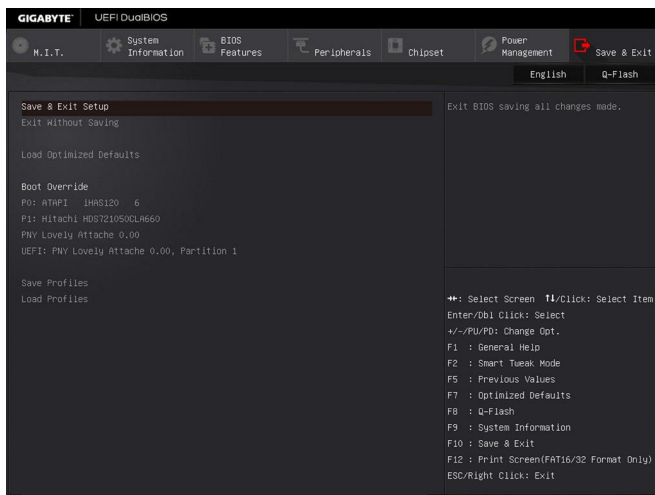 GIGABYTE™ UEFI DualBIOS
M.I.T. System Information BIOS Features Peripherals Chipset Power Management Save & Exit
English Q-Flash
Save & Exit Setup
Exit Without Saving
Load Optimized Defaults
Boot Override
P0: ATAPI iHAS120 6
P1: Hitachi HDS721050CLA660
PNY Lovely Attache 0.00
UEFI: PNY Lovely Attache 0.00, Partition 1
Save Profiles
Load Profiles
Exit BIOS saving all changes made.
→←: Select Screen ↑↓/Click: Select Item
Enter/Dbl Click: Select
+/-/PU/PD: Change Opt.
F1 : General Help
F2 : Smart Tweak Mode
F5 : Previous Values
F7 : Optimized Defaults
F8 : Q-Flash
F9 : System Information
F10 : Save & Exit
F12 : Print Screen(FAT16/32 Format Only)
ESC/Right Click: Exit